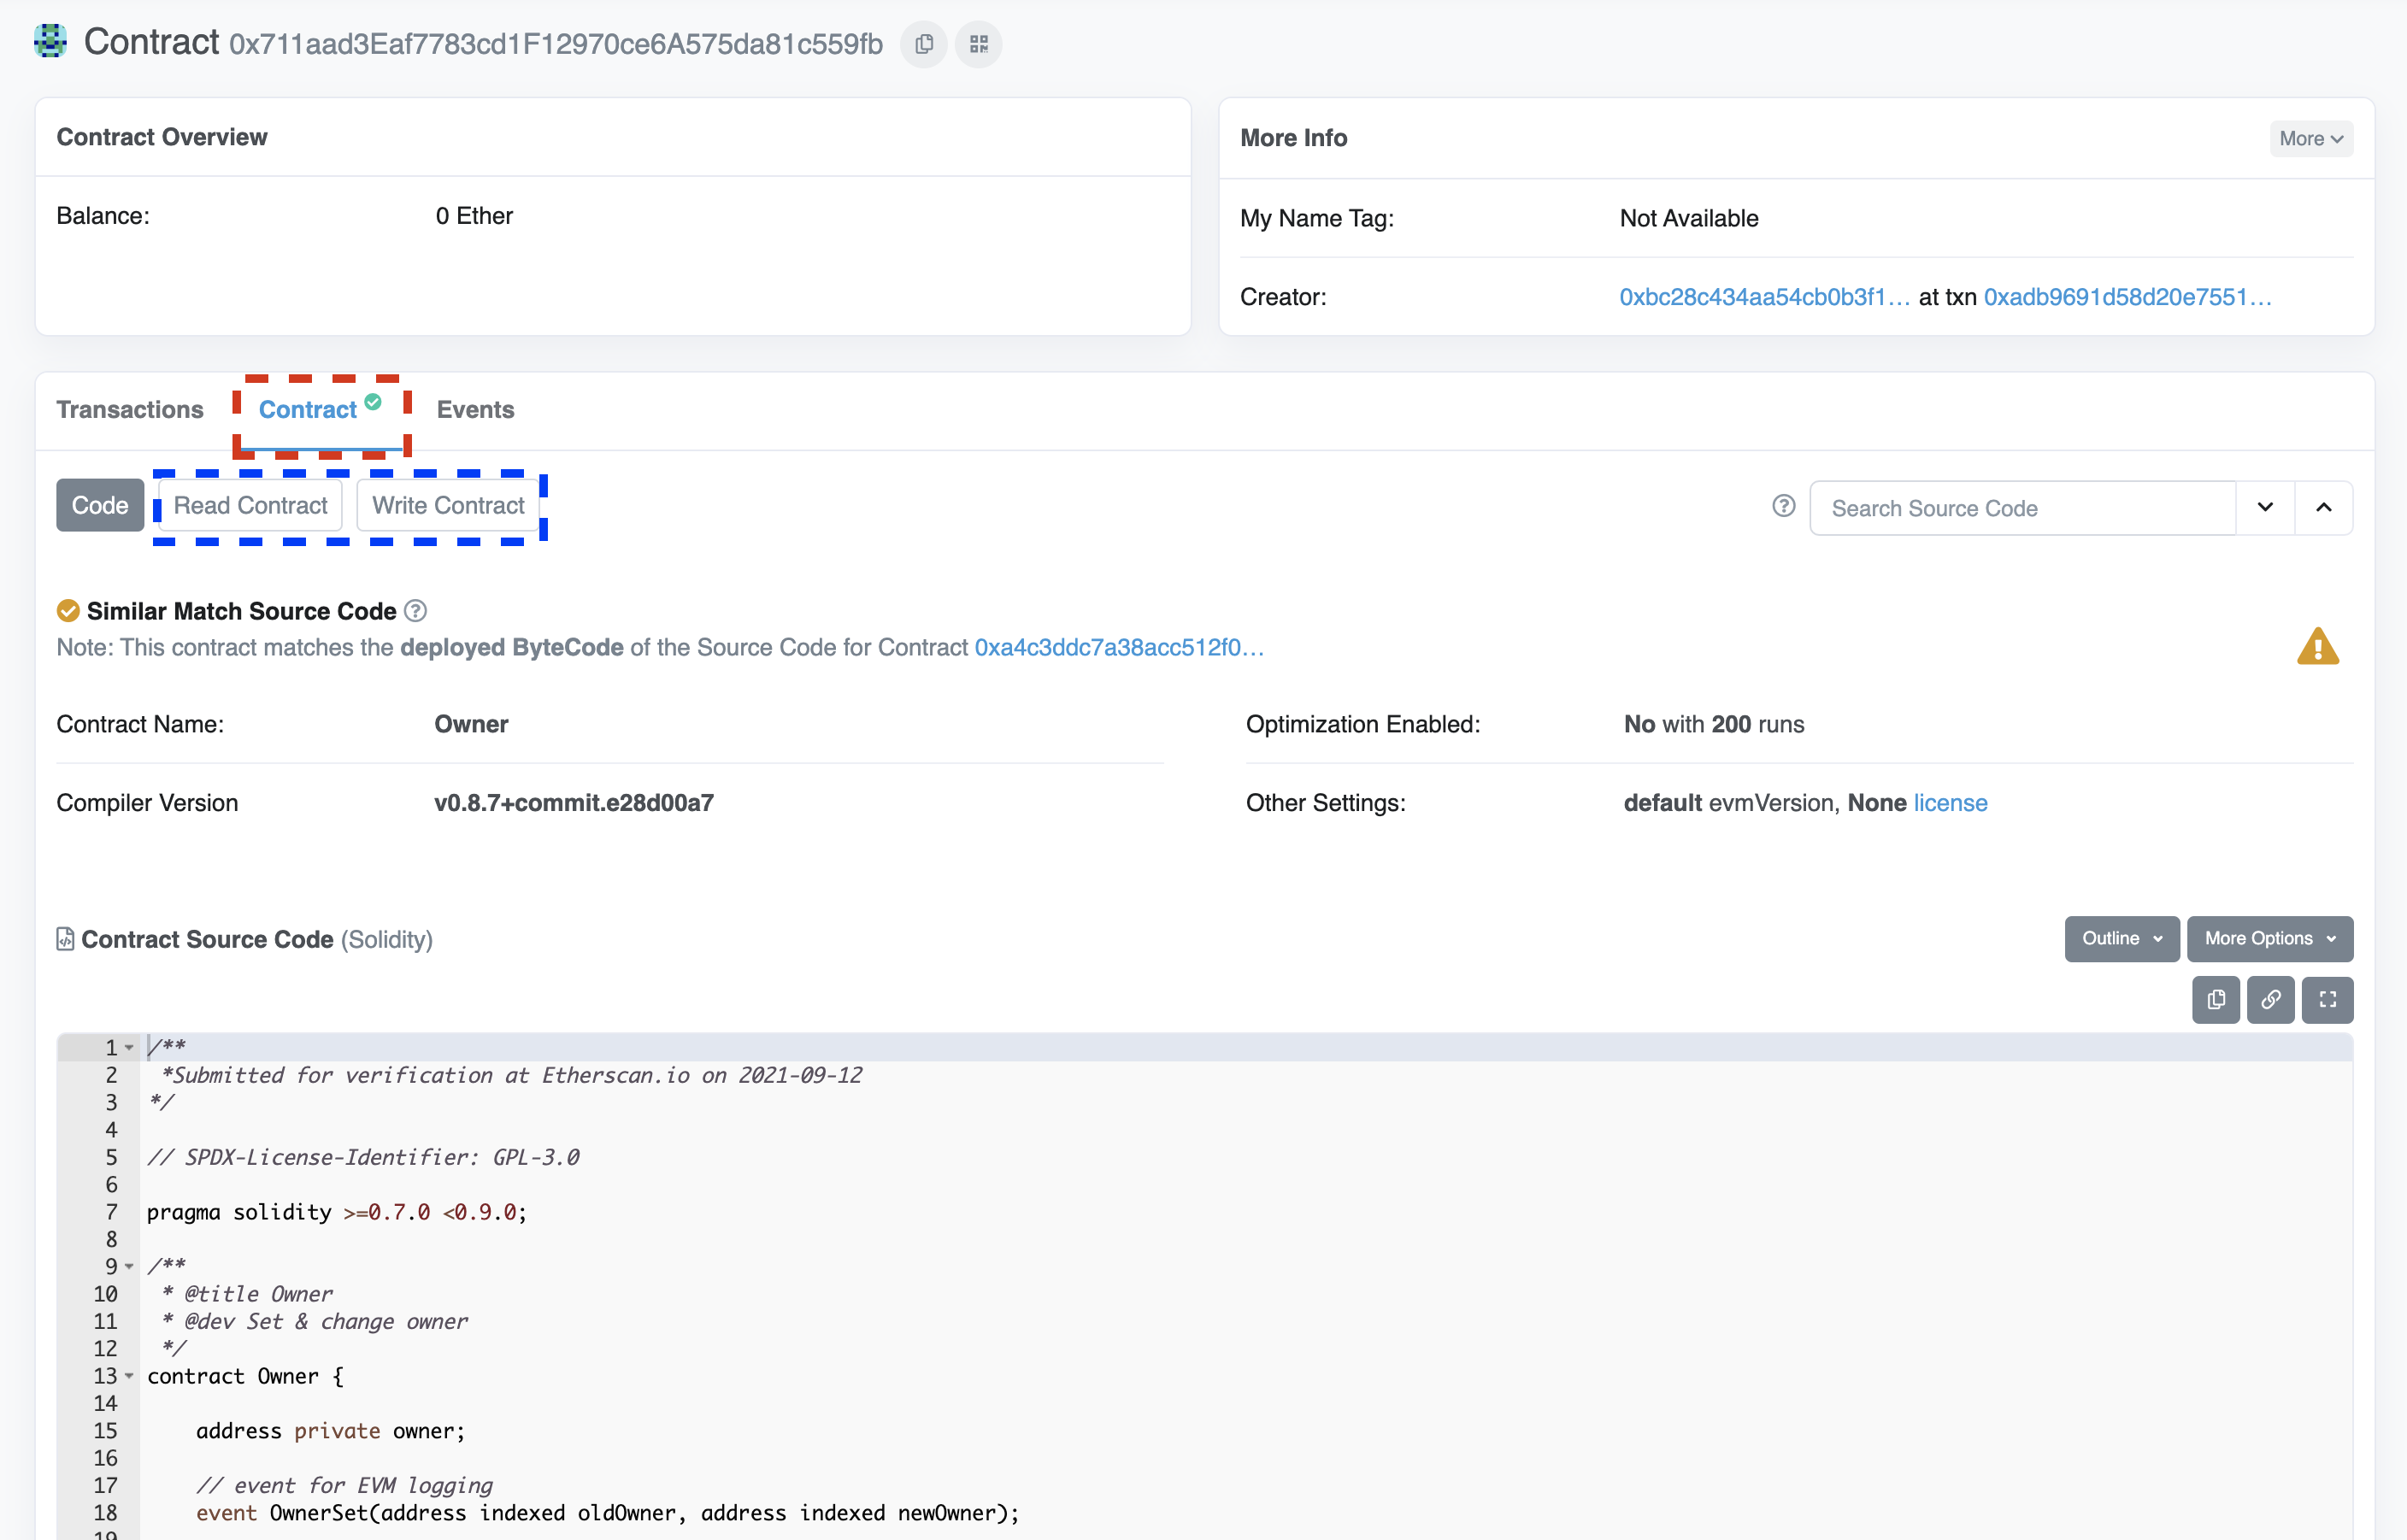 Contract 0x711aad3Eaf7783cd1F12970ce6A575da81c559fb
Contract Overview
Balance: 0 Ether
More Info
More
My Name Tag: Not Available
Creator: 0xbc28c434aa54cb0b3f1... at txn 0xadb9691d58d20e7551...
Transactions Contract Events
Code Read Contract Write Contract
Search Source Code
Similar Match Source Code
Note: This contract matches the deployed ByteCode of the Source Code for Contract 0xa4c3ddc7a38acc512f0...
Contract Name: Owner
Optimization Enabled: No with 200 runs
Compiler Version v0.8.7+commit.e28d00a7
Other Settings: default evmVersion, None license
Contract Source Code (Solidity)
Outline More Options
1 /**
2  *Submitted for verification at Etherscan.io on 2021-09-12
3 */
4
5 // SPDX-License-Identifier: GPL-3.0
6
7 pragma solidity >=0.7.0 <0.9.0;
8
9 /**
10  * @title Owner
11  * @dev Set & change owner
12  */
13 contract Owner {
14
15     address private owner;
16
17     // event for EVM logging
18     event OwnerSet(address indexed oldOwner, address indexed newOwner);
19